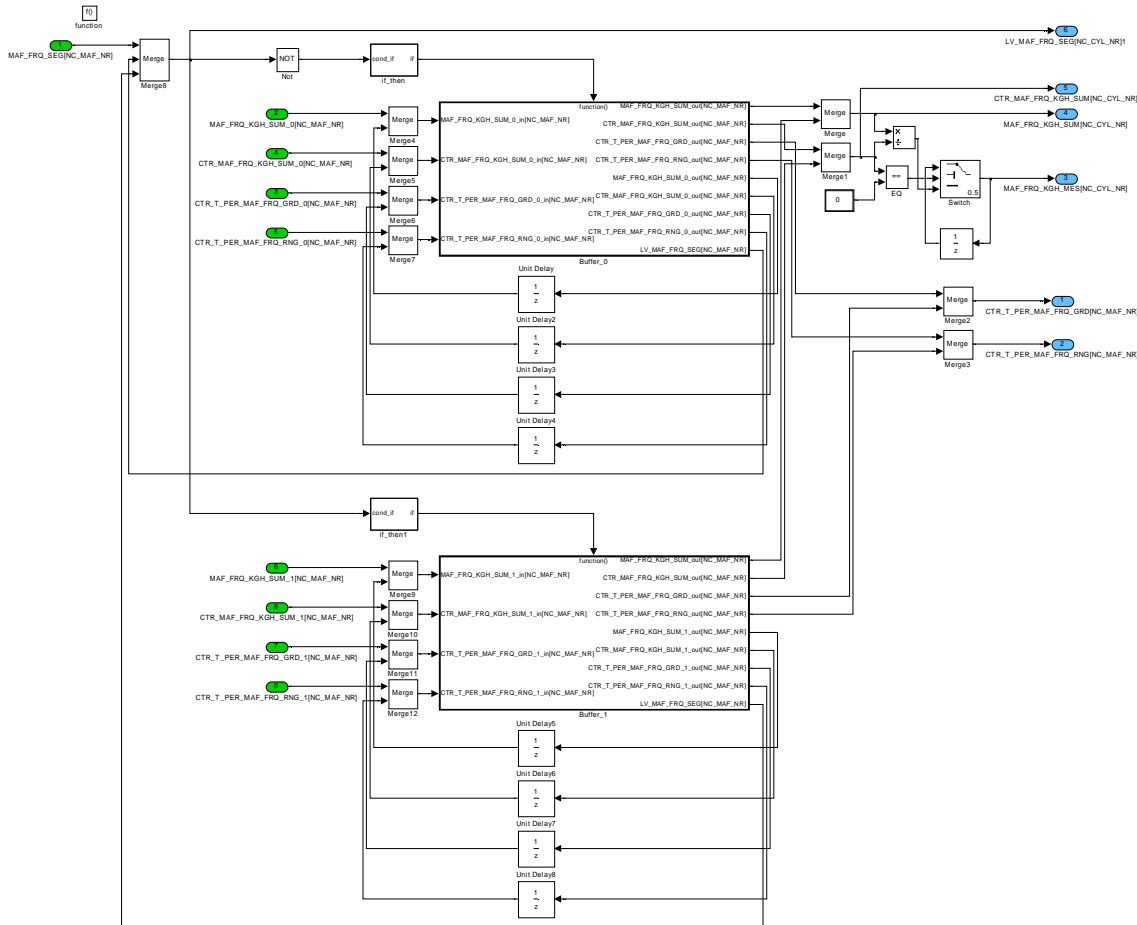 f()
function
1
MAF_FRQ_SEG[NC_MAF_NR]
Merge
Merge8
NOT
Not
cond_if if
if_then
6
LV_MAF_FRQ_SEG[NC_CYL_NR]1
5
CTR_MAF_FRQ_KGH_SUM[NC_CYL_NR]
4
MAF_FRQ_KGH_SUM[NC_CYL_NR]
3
MAF_FRQ_KGH_MES[NC_CYL_NR]
2
MAF_FRQ_KGH_SUM_0[NC_MAF_NR]
4
CTR_MAF_FRQ_KGH_SUM_0[NC_MAF_NR]
3
CTR_T_PER_MAF_FRQ_GRD_0[NC_MAF_NR]
5
CTR_T_PER_MAF_FRQ_RNG_0[NC_MAF_NR]
Merge
Merge4
Merge
Merge5
Merge
Merge6
Merge
Merge7
function()
MAF_FRQ_KGH_SUM_0_in[NC_MAF_NR]
CTR_MAF_FRQ_KGH_SUM_0_in[NC_MAF_NR]
CTR_T_PER_MAF_FRQ_GRD_0_in[NC_MAF_NR]
CTR_T_PER_MAF_FRQ_RNG_0_in[NC_MAF_NR]
MAF_FRQ_KGH_SUM_out[NC_MAF_NR]
CTR_MAF_FRQ_KGH_SUM_out[NC_MAF_NR]
CTR_T_PER_MAF_FRQ_GRD_out[NC_MAF_NR]
CTR_T_PER_MAF_FRQ_RNG_out[NC_MAF_NR]
MAF_FRQ_KGH_SUM_0_out[NC_MAF_NR]
CTR_MAF_FRQ_KGH_SUM_0_out[NC_MAF_NR]
CTR_T_PER_MAF_FRQ_GRD_0_out[NC_MAF_NR]
CTR_T_PER_MAF_FRQ_RNG_0_out[NC_MAF_NR]
LV_MAF_FRQ_SEG[NC_MAF_NR]
Buffer_0
Merge
Merge
Merge
Merge1
×
÷
0
==
EQ
0.5
Switch
1
z
Merge
Merge2
1
CTR_T_PER_MAF_FRQ_GRD[NC_MAF_NR]
Merge
Merge3
2
CTR_T_PER_MAF_FRQ_RNG[NC_MAF_NR]
Unit Delay
1
z
Unit Delay2
1
z
Unit Delay3
1
z
Unit Delay4
1
z
cond_if if
if_then1
6
MAF_FRQ_KGH_SUM_1[NC_MAF_NR]
8
CTR_MAF_FRQ_KGH_SUM_1[NC_MAF_NR]
7
CTR_T_PER_MAF_FRQ_GRD_1[NC_MAF_NR]
9
CTR_T_PER_MAF_FRQ_RNG_1[NC_MAF_NR]
Merge
Merge9
Merge
Merge10
Merge
Merge11
Merge
Merge12
function()
MAF_FRQ_KGH_SUM_1_in[NC_MAF_NR]
CTR_MAF_FRQ_KGH_SUM_1_in[NC_MAF_NR]
CTR_T_PER_MAF_FRQ_GRD_1_in[NC_MAF_NR]
CTR_T_PER_MAF_FRQ_RNG_1_in[NC_MAF_NR]
MAF_FRQ_KGH_SUM_out[NC_MAF_NR]
CTR_MAF_FRQ_KGH_SUM_out[NC_MAF_NR]
CTR_T_PER_MAF_FRQ_GRD_out[NC_MAF_NR]
CTR_T_PER_MAF_FRQ_RNG_out[NC_MAF_NR]
MAF_FRQ_KGH_SUM_1_out[NC_MAF_NR]
CTR_MAF_FRQ_KGH_SUM_1_out[NC_MAF_NR]
CTR_T_PER_MAF_FRQ_GRD_1_out[NC_MAF_NR]
CTR_T_PER_MAF_FRQ_RNG_1_out[NC_MAF_NR]
LV_MAF_FRQ_SEG[NC_MAF_NR]
Buffer_1
Unit Delay5
1
z
Unit Delay6
1
z
Unit Delay7
1
z
Unit Delay8
1
z